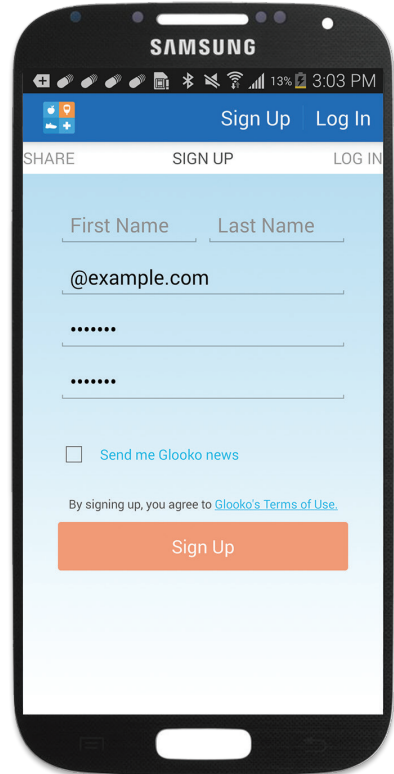 SAMSUNG
13% 3:03 PM
Sign Up Log In
SHARE SIGN UP LOG IN
First Name Last Name
@example.com
•••••••
•••••••
Send me Glooko news
By signing up, you agree to Glooko's Terms of Use.
Sign Up